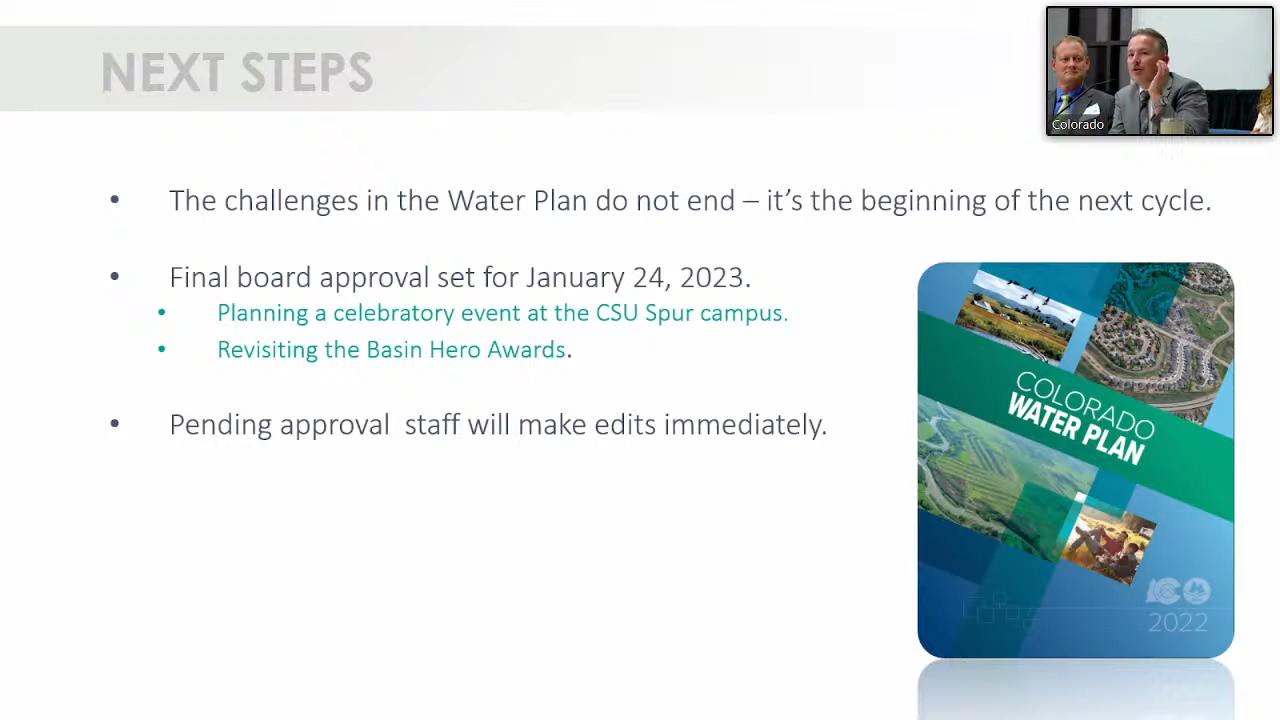 NEXT STEPS
Colorado
• The challenges in the Water Plan do not end – it’s the beginning of the next cycle.
• Final board approval set for January 24, 2023.
• Planning a celebratory event at the CSU Spur campus.
• Revisiting the Basin Hero Awards.
• Pending approval  staff will make edits immediately.
COLORADO
WATER PLAN
CO
2022